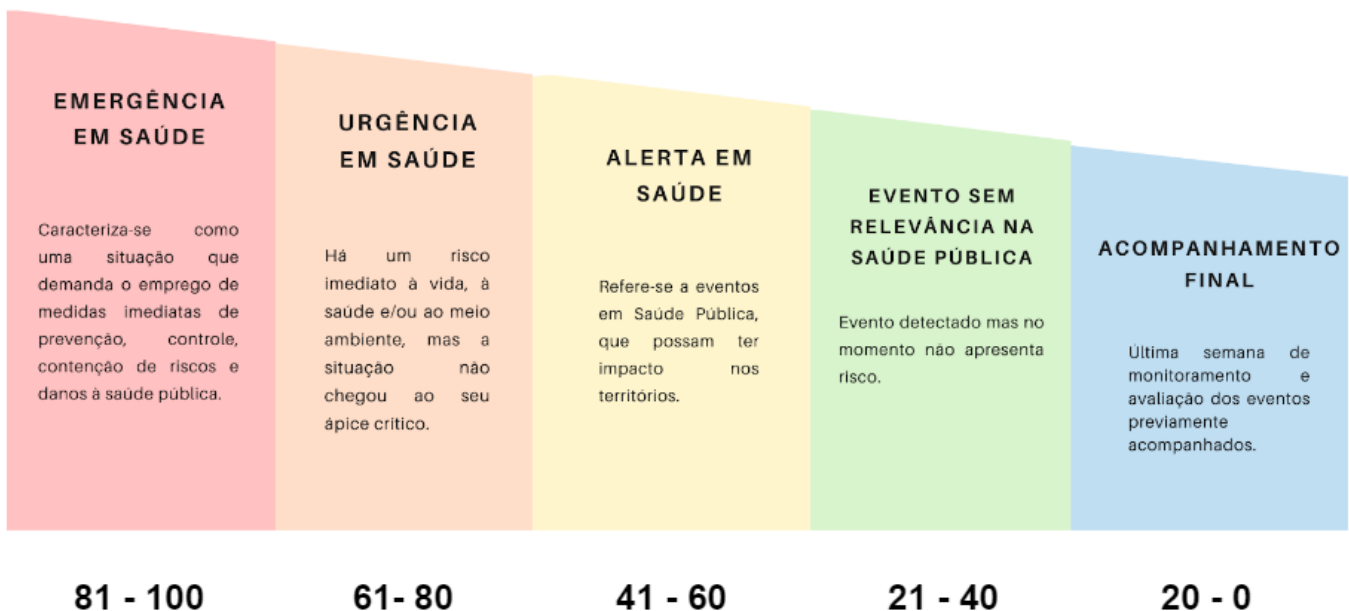 EMERGÊNCIA
EM SAÚDE
Caracteriza-se como
uma situação que
demanda o emprego de
medidas imediatas de
prevenção, controle,
contenção de riscos e
danos à saúde pública.
URGÊNCIA
EM SAÚDE
Há um risco
imediato à vida, à
saúde e/ou ao meio
ambiente, mas a
situação não
chegou ao seu
ápice crítico.
ALERTA EM
SAÚDE
Refere-se a eventos
em Saúde Pública,
que possam ter
impacto nos
territórios.
EVENTO SEM
RELEVÂNCIA NA
SAÚDE PÚBLICA
Evento detectado mas no
momento não apresenta
risco.
ACOMPANHAMENTO
FINAL
Última semana de
monitoramento e
avaliação dos eventos
previamente
acompanhados.
81 - 100
61- 80
41 - 60
21 - 40
20 - 0